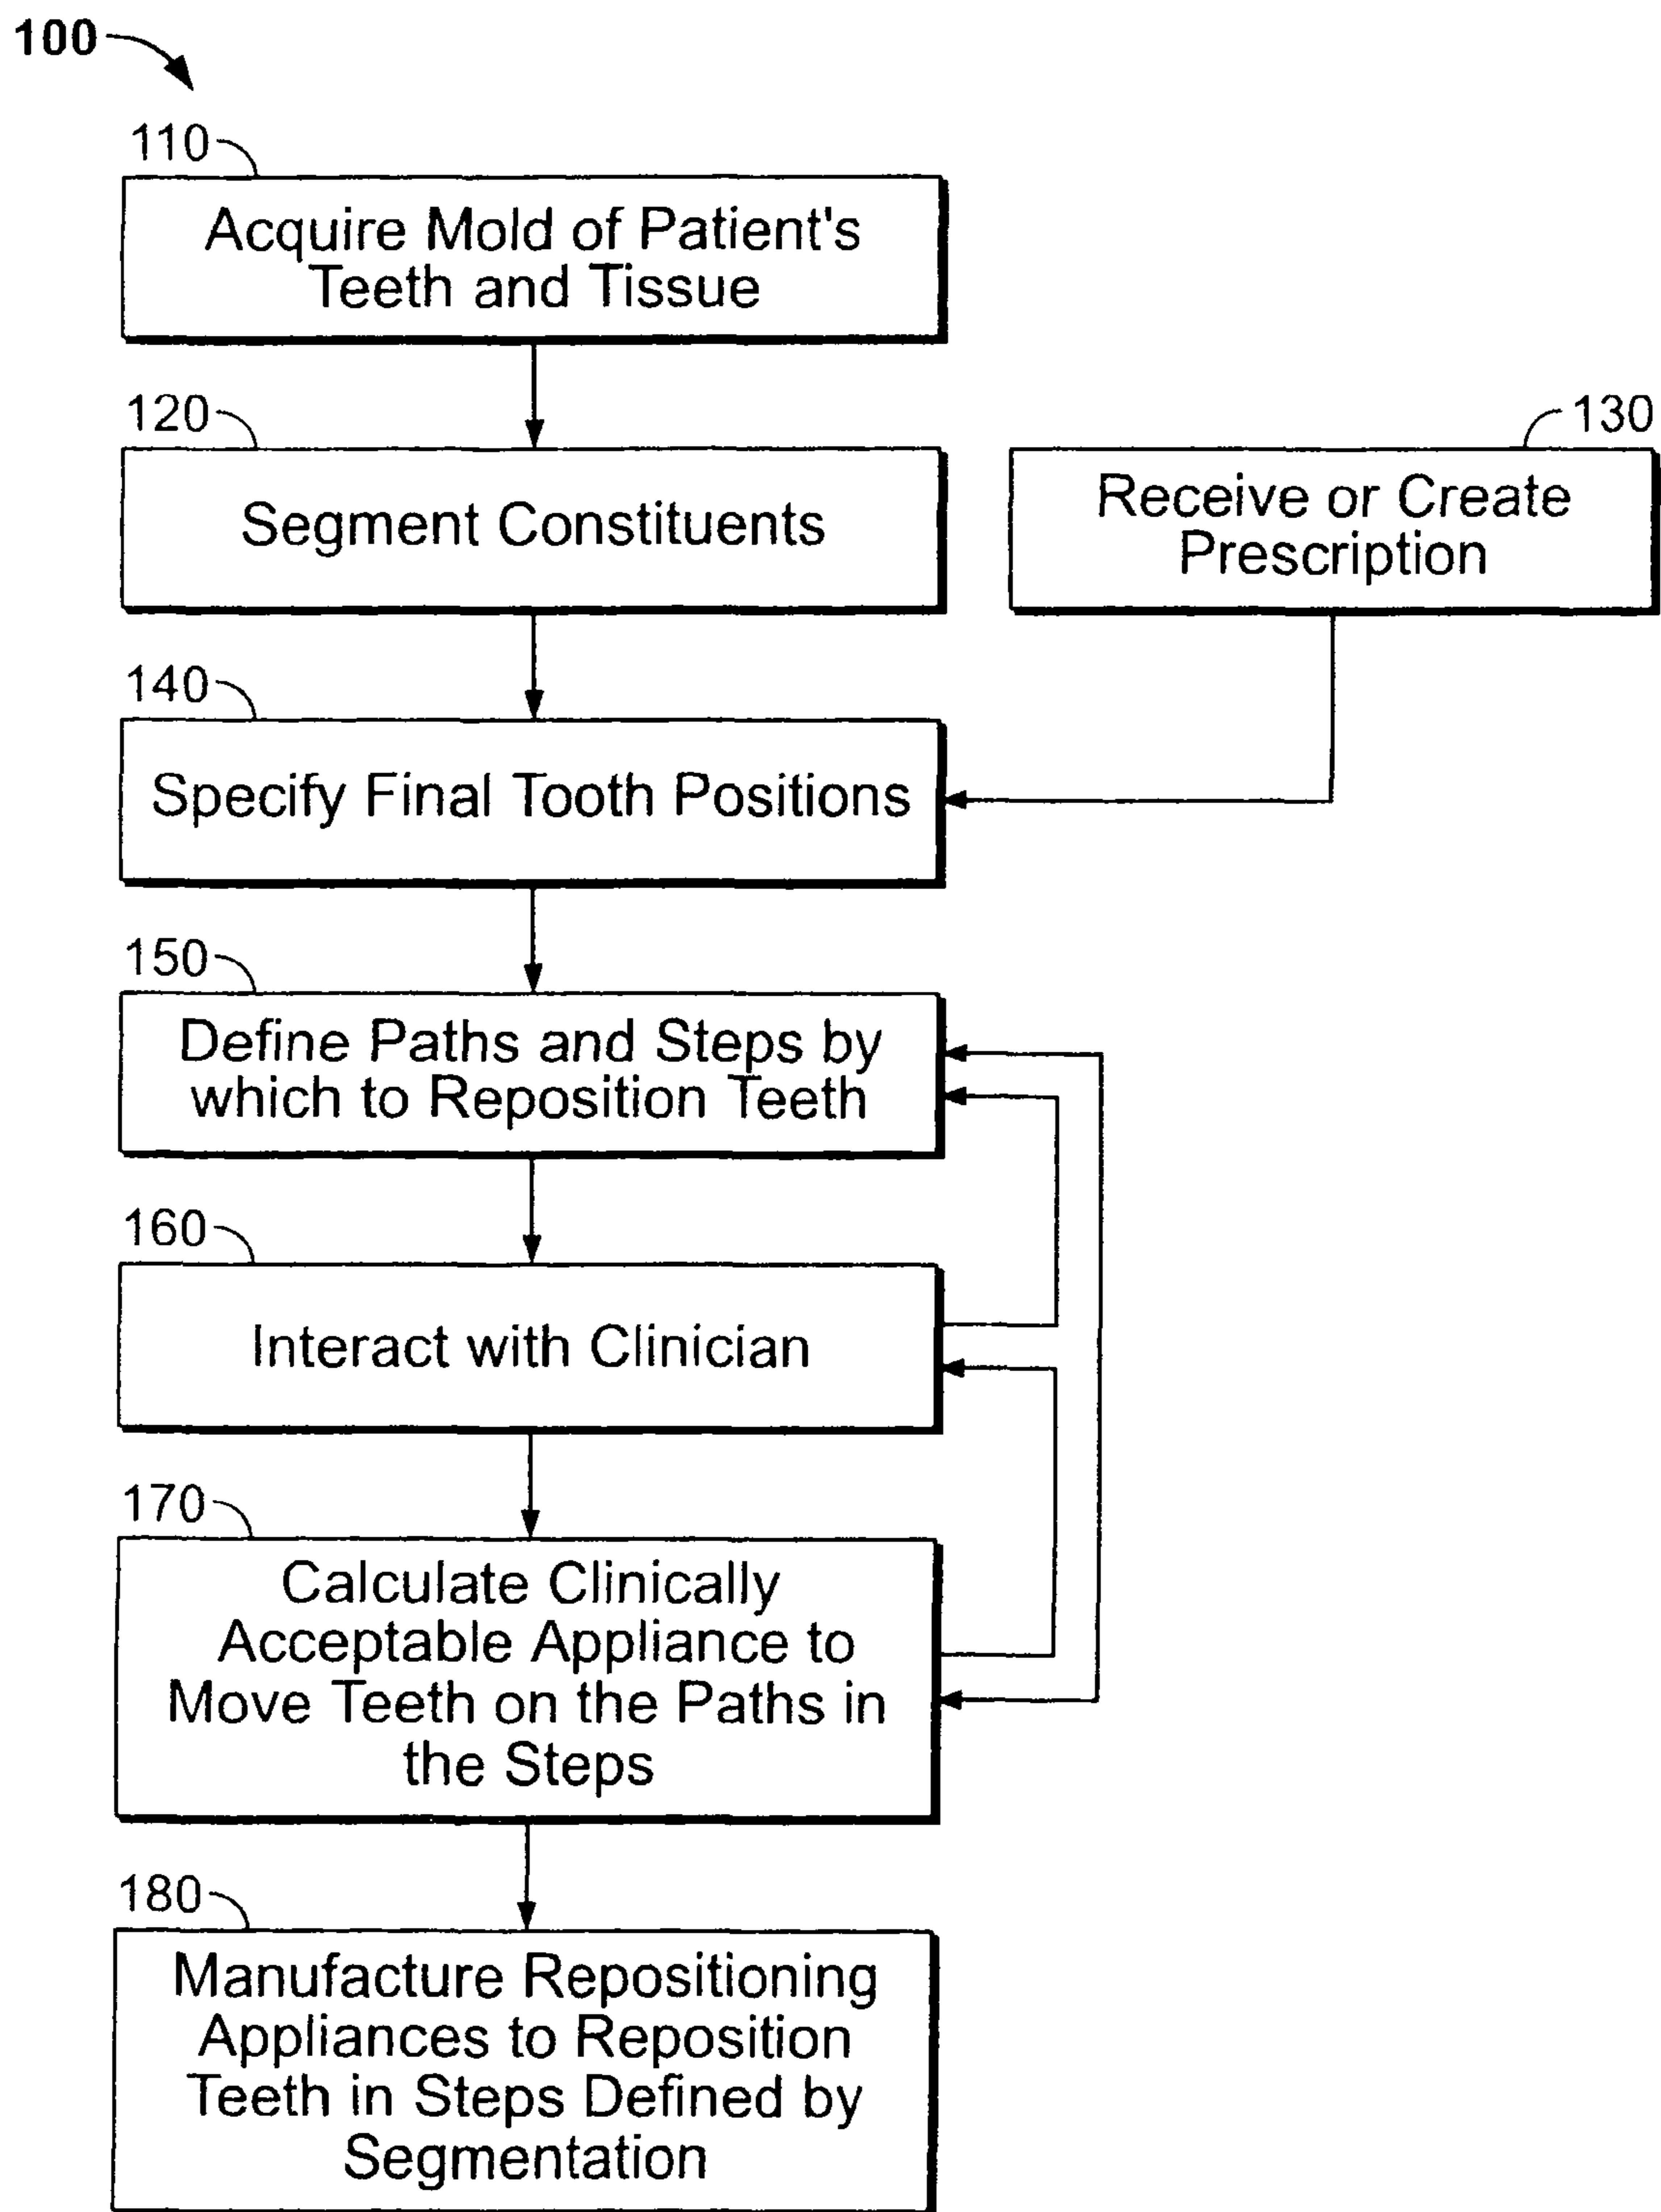 100
110
Acquire Mold of Patient's
Teeth and Tissue
120
Segment Constituents
130
Receive or Create
Prescription
140
Specify Final Tooth Positions
150
Define Paths and Steps by
which to Reposition Teeth
160
Interact with Clinician
170
Calculate Clinically
Acceptable Appliance to
Move Teeth on the Paths in
the Steps
180
Manufacture Repositioning
Appliances to Reposition
Teeth in Steps Defined by
Segmentation